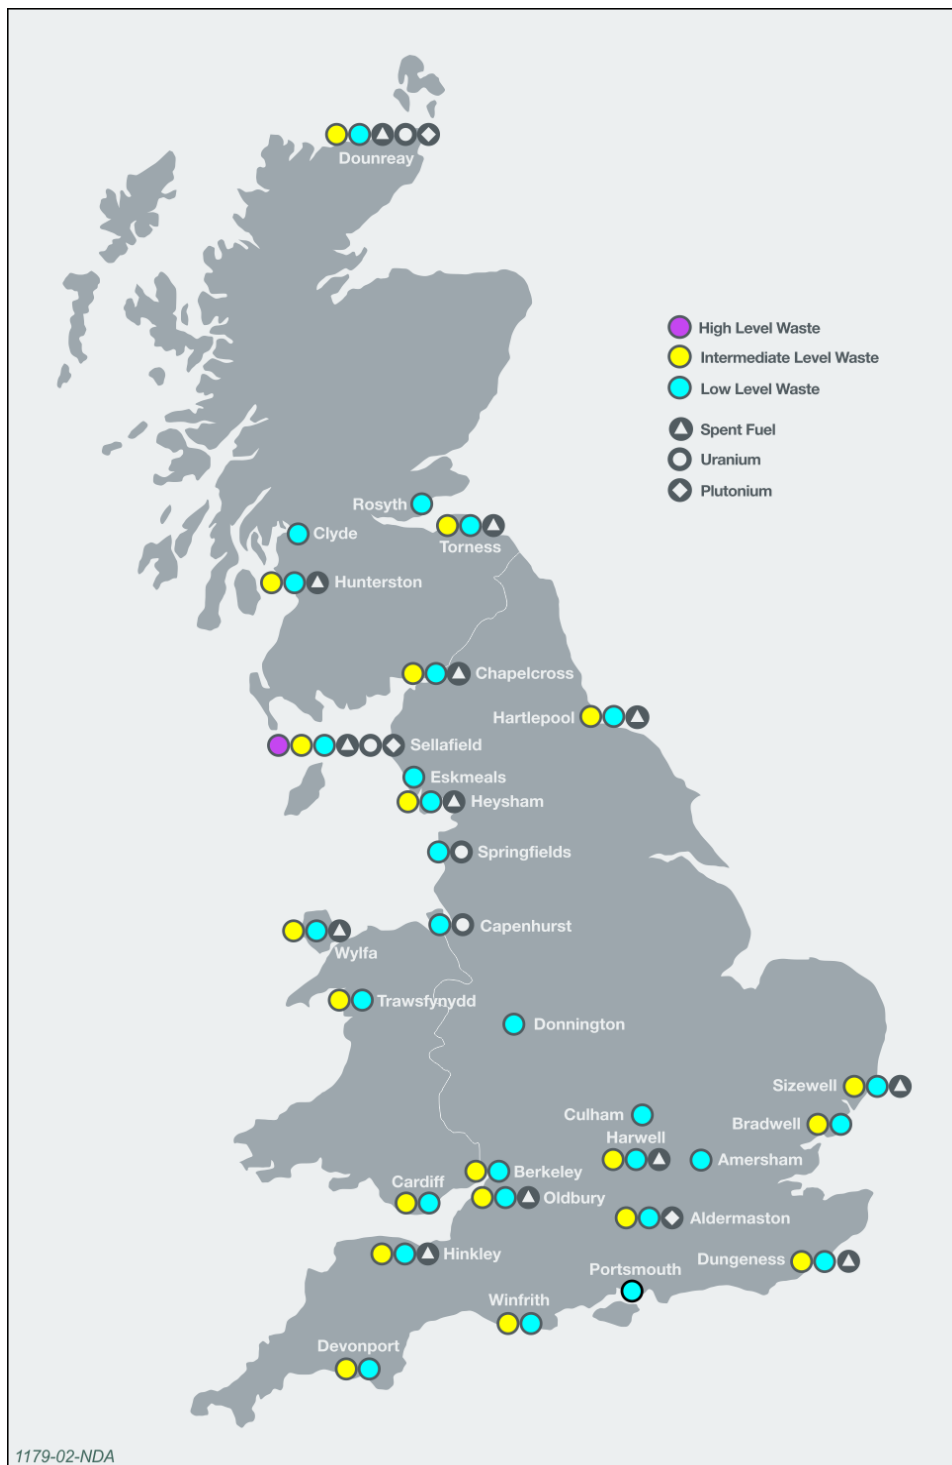 Dounreay
High Level Waste
Intermediate Level Waste
Low Level Waste
Spent Fuel
Uranium
Plutonium
Rosyth
Clyde
Torness
Hunterston
Chapelcross
Hartlepool
Sellafield
Eskmeals
Heysham
Springfields
Capenhurst
Wylfa
Trawsfynydd
Donnington
Sizewell
Culham
Bradwell
Harwell
Amersham
Berkeley
Cardiff
Oldbury
Aldermaston
Hinkley
Dungeness
Portsmouth
Winfrith
Devonport
1179-02-NDA